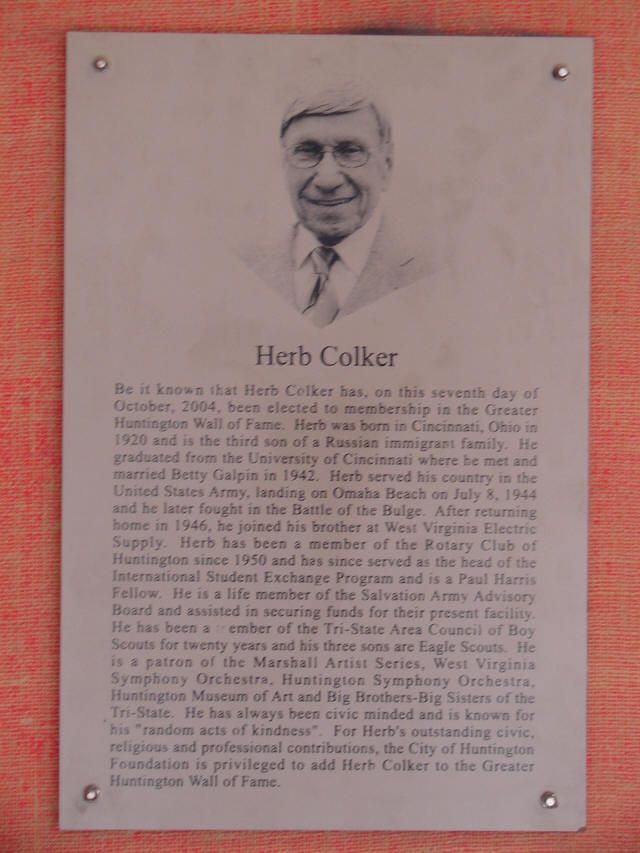 Herb Colker
Be it known that Herb Colker has, on this seventh day of
October, 2004, been elected to membership in the Greater
Huntington Wall of Fame. Herb was born in Cincinnati, Ohio in
1920 and is the third son of a Russian immigrant family. He
graduated from the University of Cincinnati where he met and
married Betty Galpin in 1942. Herb served his country in the
United States Army, landing on Omaha Beach on July 8, 1944
and he later fought in the Battle of the Bulge. After returning
home in 1946, he joined his brother at West Virginia Electric
Supply. Herb has been a member of the Rotary Club of
Huntington since 1950 and has since served as the head of the
International Student Exchange Program and is a Paul Harris
Fellow. He is a life member of the Salvation Army Advisory
Board and assisted in securing funds for their present facility.
He has been a ember of the Tri-State Area Council of Boy
Scouts for twenty years and his three sons are Eagle Scouts. He
is a patron of the Marshall Artist Series, West Virginia
Symphony Orchestra, Huntington Symphony Orchestra,
Huntington Museum of Art and Big Brothers-Big Sisters of the
Tri-State. He has always been civic minded and is known for
his "random acts of kindness". For Herb's outstanding civic,
religious and professional contributions, the City of Huntington
Foundation is privileged to add Herb Colker to the Greater
Huntington Wall of Fame.